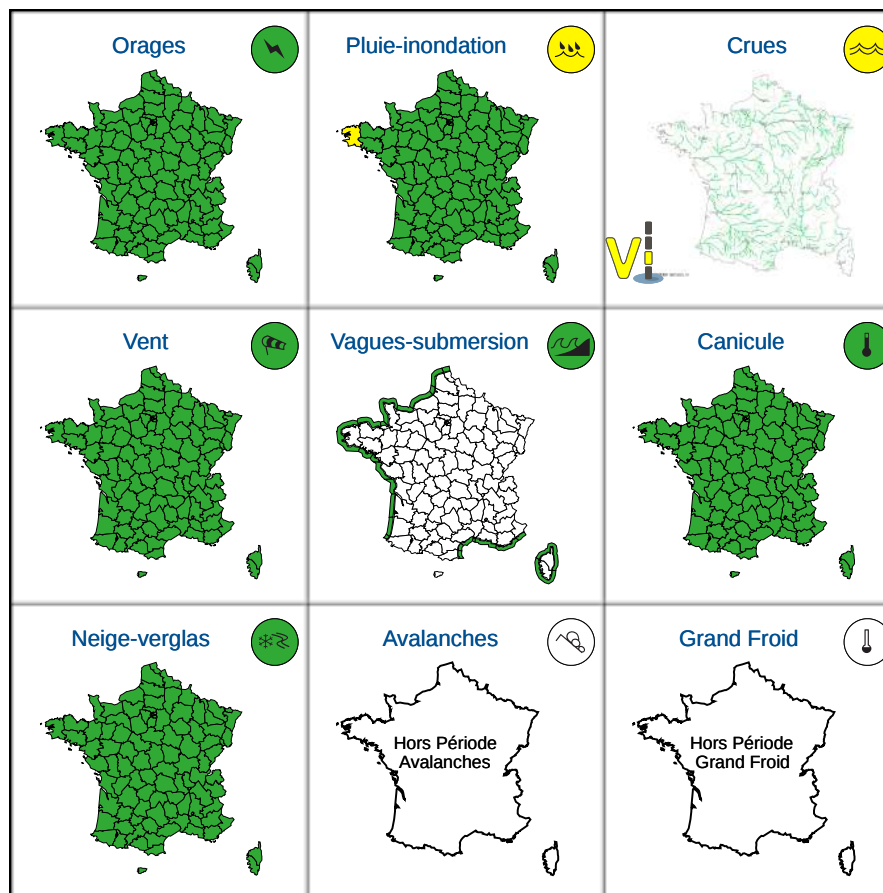 Orages
Pluie-inondation
Crues
Vi
Vent
Vagues-submersion
Canicule
Neige-verglas
Avalanches
Grand Froid
Hors Période
Avalanches
Hors Période
Grand Froid